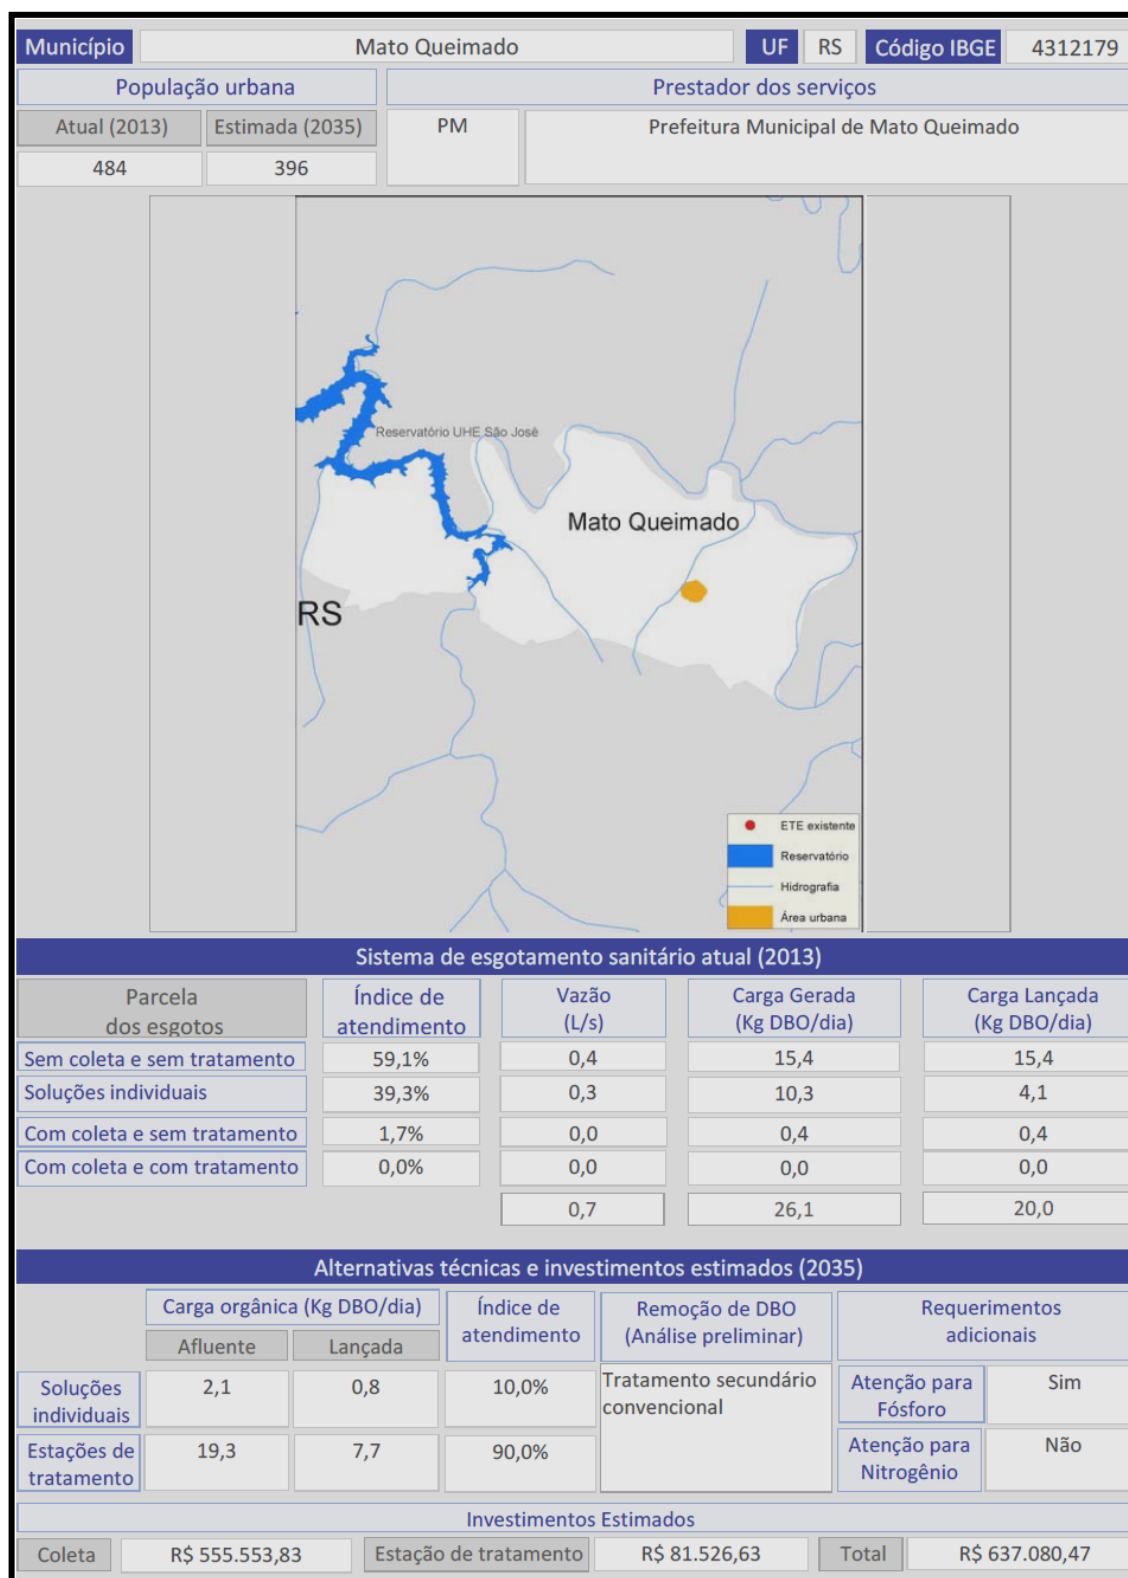 Município Mato Queimado UF RS Código IBGE 4312179
População urbana Prestador dos serviços
Atual (2013) Estimada (2035) PM Prefeitura Municipal de Mato Queimado
484 396
Reservatório UHE São José
Mato Queimado
RS
ETE existente
Reservatório
Hidrografia
Área urbana
Sistema de esgotamento sanitário atual (2013)
Parcela Índice de Vazão Carga Gerada Carga Lançada
dos esgotos atendimento (L/s) (Kg DBO/dia) (Kg DBO/dia)
Sem coleta e sem tratamento 59,1% 0,4 15,4 15,4
Soluções individuais 39,3% 0,3 10,3 4,1
Com coleta e sem tratamento 1,7% 0,0 0,4 0,4
Com coleta e com tratamento 0,0% 0,0 0,0 0,0
0,7 26,1 20,0
Alternativas técnicas e investimentos estimados (2035)
Carga orgânica (Kg DBO/dia) Índice de Remoção de DBO Requerimentos
atendimento (Análise preliminar) adicionais
Afluente Lançada
Soluções 2,1 0,8 10,0% Tratamento secundário Atenção para Sim
individuais convencional Fósforo
Estações de 19,3 7,7 90,0% Atenção para Não
tratamento Nitrogênio
Investimentos Estimados
Coleta R$ 555.553,83 Estação de tratamento R$ 81.526,63 Total R$ 637.080,47